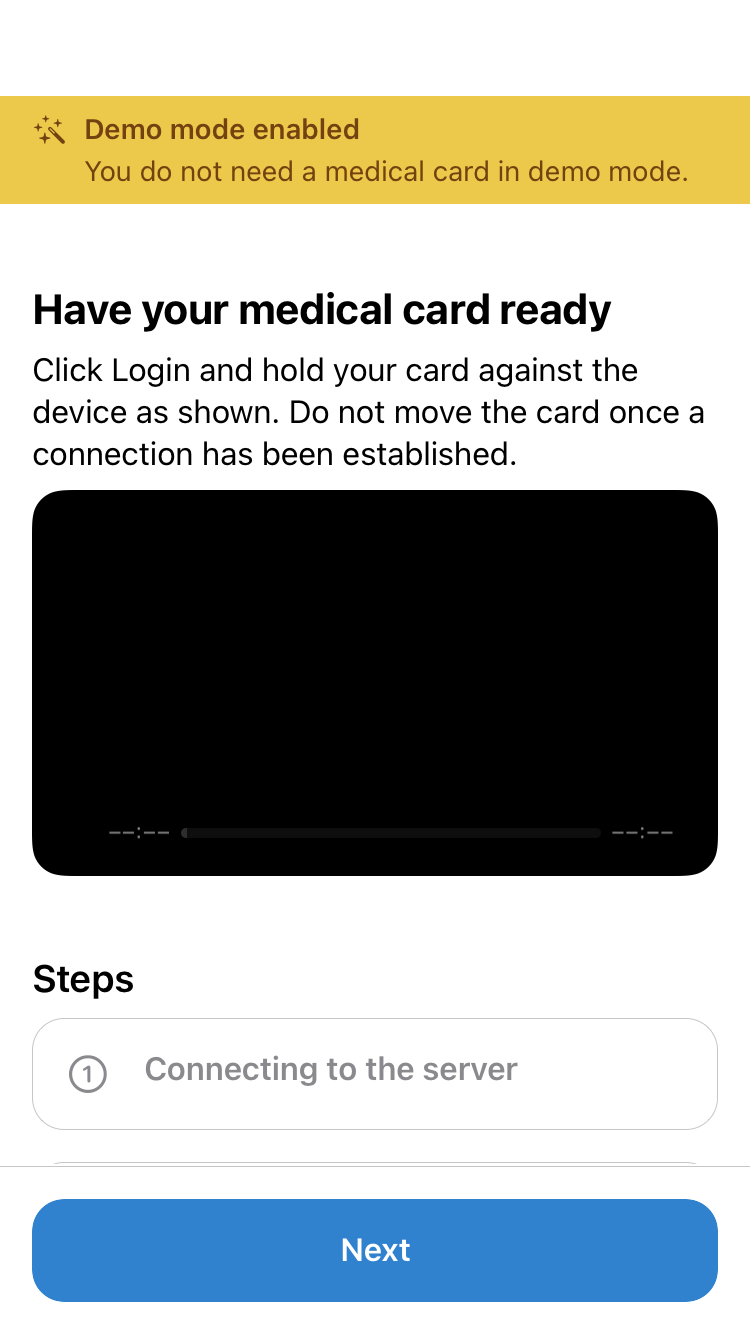 Demo mode enabled
You do not need a medical card in demo mode.
Have your medical card ready
Click Login and hold your card against the
device as shown. Do not move the card once a
connection has been established.
--:-- --:--
Steps
1 Connecting to the server
Next